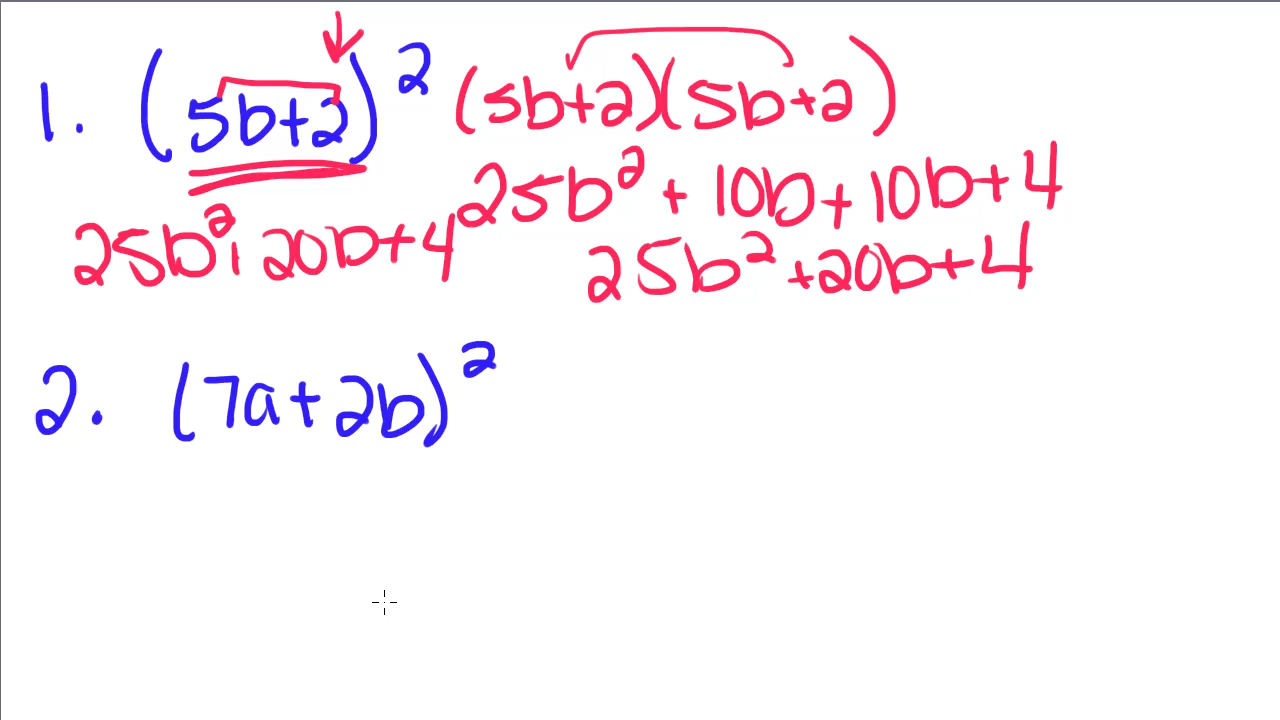 1. (5b+2)² (5b+2)(5b+2)
25b² + 10b + 10b + 4
25b² + 20b + 4 25b² + 20b + 4
2. (7a + 2b)²